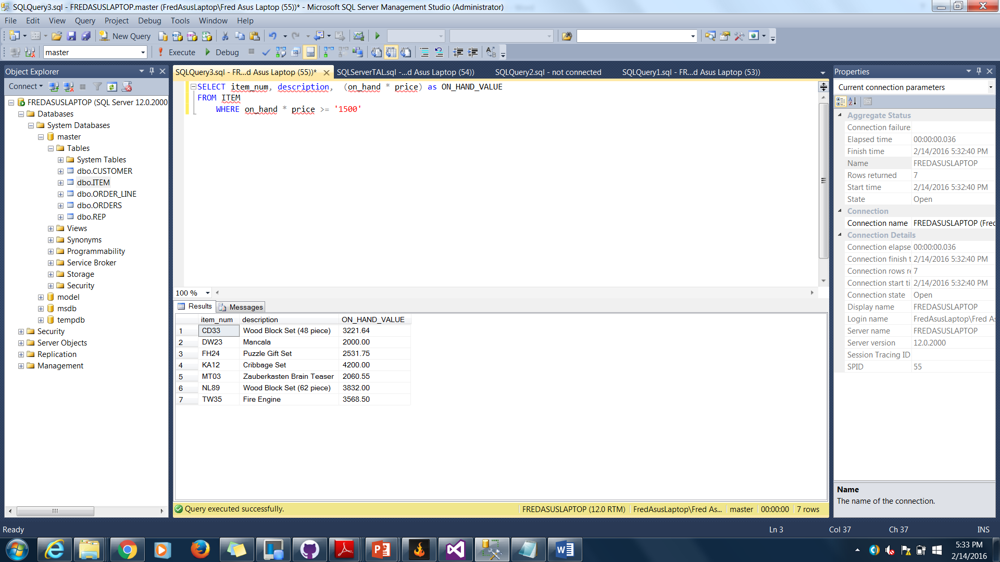 SQLQuery3.sql - FREDASUSLAPTOP.master (FredAsusLaptop\Fred Asus Laptop (55))* - Microsoft SQL Server Management Studio (Administrator)
File Edit View Query Project Debug Tools Window Help
New Query
master Execute Debug
Object Explorer
Connect
FREDASUSLAPTOP (SQL Server 12.0.2000
Databases
System Databases
master
Tables
System Tables
dbo.CUSTOMER
dbo.ITEM
dbo.ORDER_LINE
dbo.ORDERS
dbo.REP
Views
Synonyms
Programmability
Service Broker
Storage
Security
model
msdb
tempdb
Security
Server Objects
Replication
Management
SQLQuery3.sql - FR...d Asus Laptop (55))* SQLServerTAL.sql -...d Asus Laptop (54)) SQLQuery2.sql - not connected SQLQuery1.sql - FR...d Asus Laptop (53))
SELECT item_num, description, (on_hand * price) as ON_HAND_VALUE
FROM ITEM
WHERE on_hand * price >= '1500'
100 %
Results Messages
item_num description ON_HAND_VALUE
1 CD33 Wood Block Set (48 piece) 3221.64
2 DW23 Mancala 2000.00
3 FH24 Puzzle Gift Set 2531.75
4 KA12 Cribbage Set 4200.00
5 MT03 Zauberkasten Brain Teaser 2060.55
6 NL89 Wood Block Set (62 piece) 3832.00
7 TW35 Fire Engine 3568.50
Query executed successfully. FREDASUSLAPTOP (12.0 RTM) FredAsusLaptop\Fred As... master 00:00:00 7 rows
Properties
Current connection parameters
Aggregate Status
Connection failure
Elapsed time 00:00:00.036
Finish time 2/14/2016 5:32:40 PM
Name FREDASUSLAPTOP
Rows returned 7
Start time 2/14/2016 5:32:40 PM
State Open
Connection
Connection name FREDASUSLAPTOP (Fred
Connection Details
Connection elapse 00:00:00.036
Connection finish t 2/14/2016 5:32:40 PM
Connection rows re 7
Connection start ti 2/14/2016 5:32:40 PM
Connection state Open
Display name FREDASUSLAPTOP
Login name FredAsusLaptop\Fred As
Server name FREDASUSLAPTOP
Server version 12.0.2000
Session Tracing ID
SPID 55
Name
The name of the connection.
Ready Ln 3 Col 37 Ch 37 INS
5:33 PM
2/14/2016